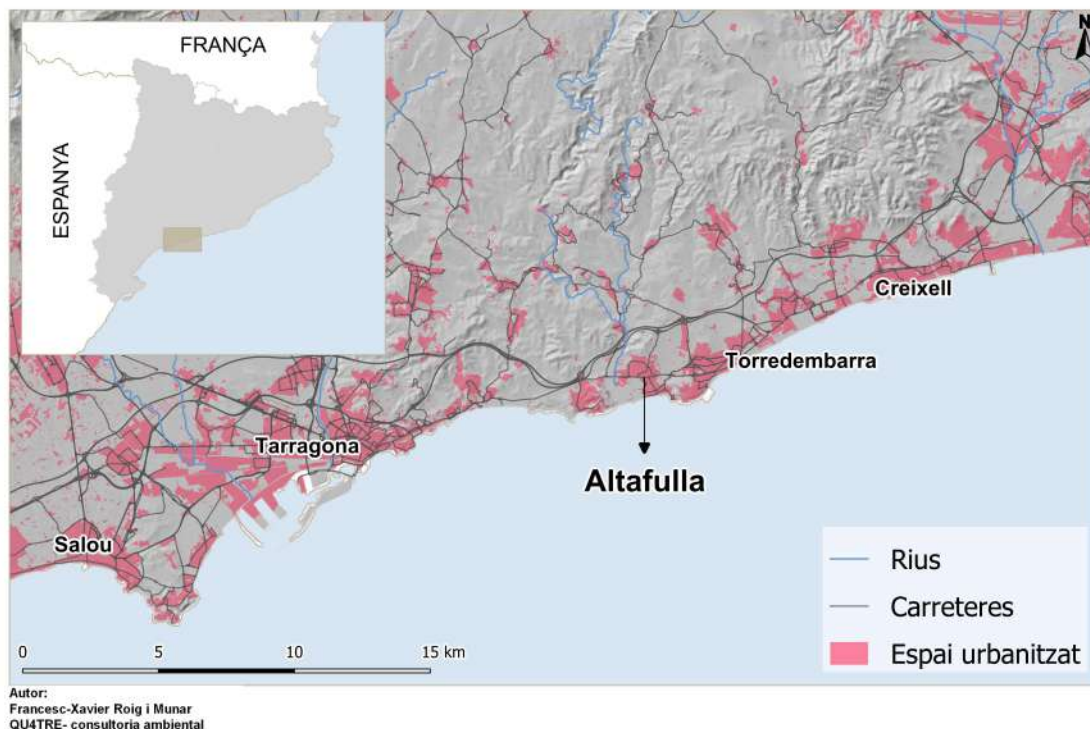 FRANÇA
ESPANYA
N
Creixell
Torredembarra
Tarragona
Altafulla
Salou
Rius
Carreteres
Espai urbanitzat
0 5 10 15 km
Autor:
Francesc-Xavier Roig i Munar
QU4TRE- consultoria ambiental